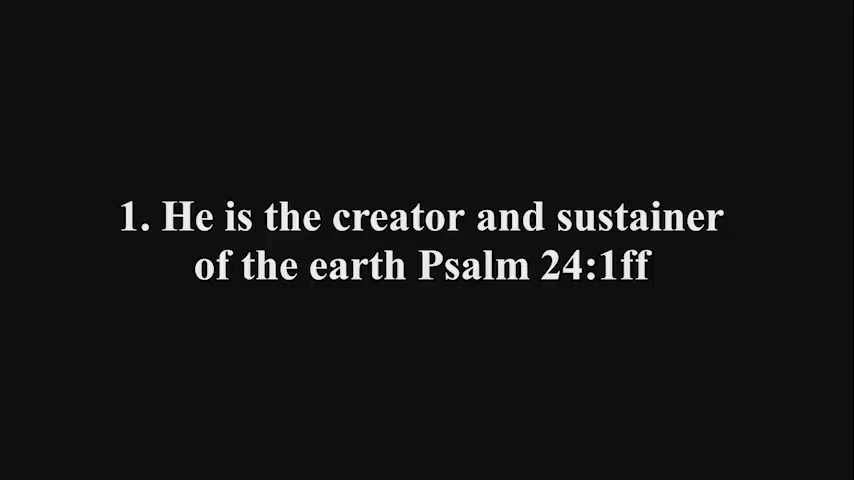 1. He is the creator and sustainer
of the earth Psalm 24:1ff